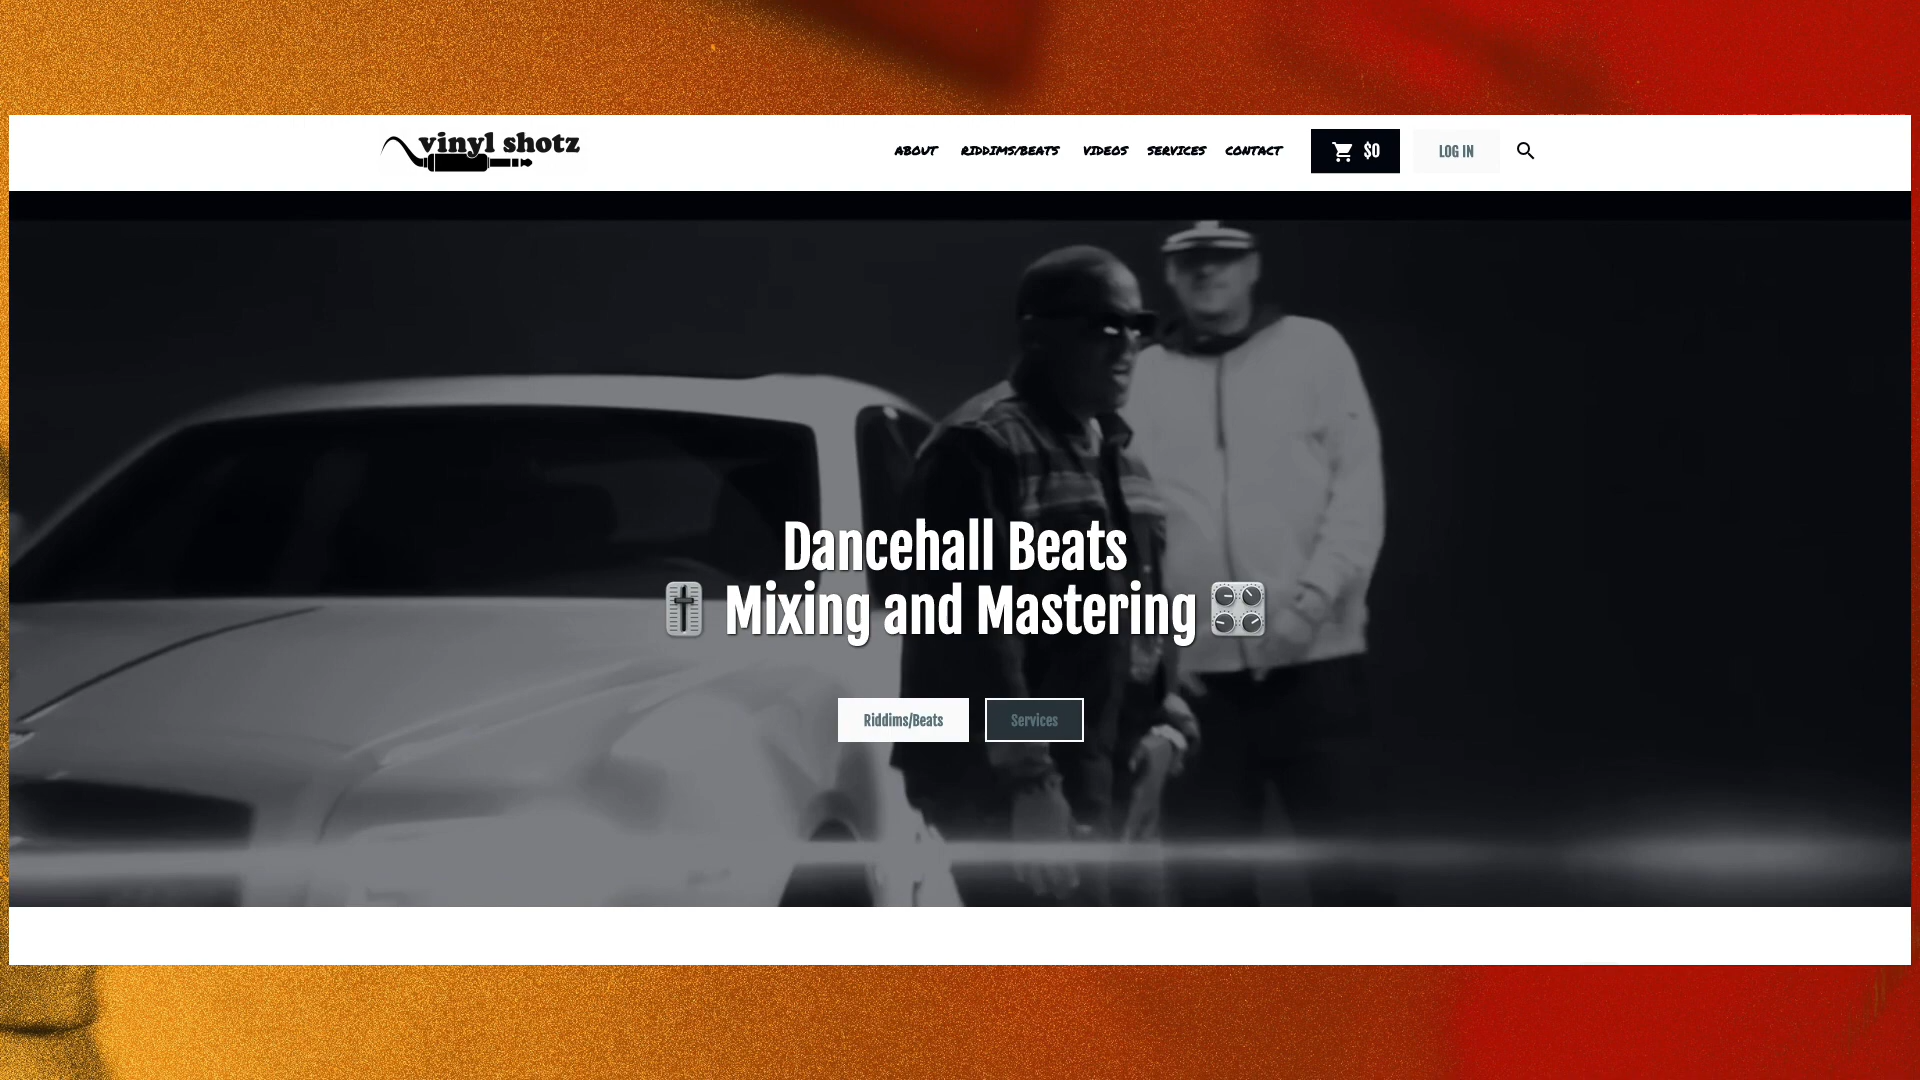 vinyl shotz
ABOUT RIDDIMS/BEATS VIDEOS SERVICES CONTACT $0 LOG IN
Dancehall Beats
Mixing and Mastering
Riddims/Beats Services